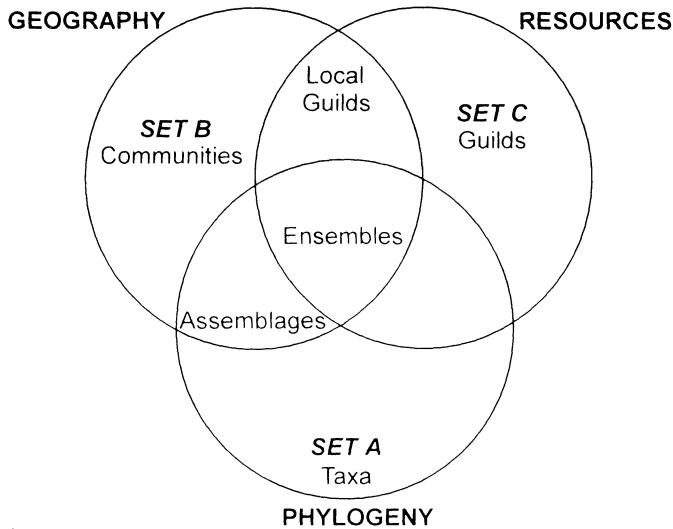 GEOGRAPHY
RESOURCES
Local
Guilds
SET B
Communities
SET C
Guilds
Ensembles
Assemblages
SET A
Taxa
PHYLOGENY